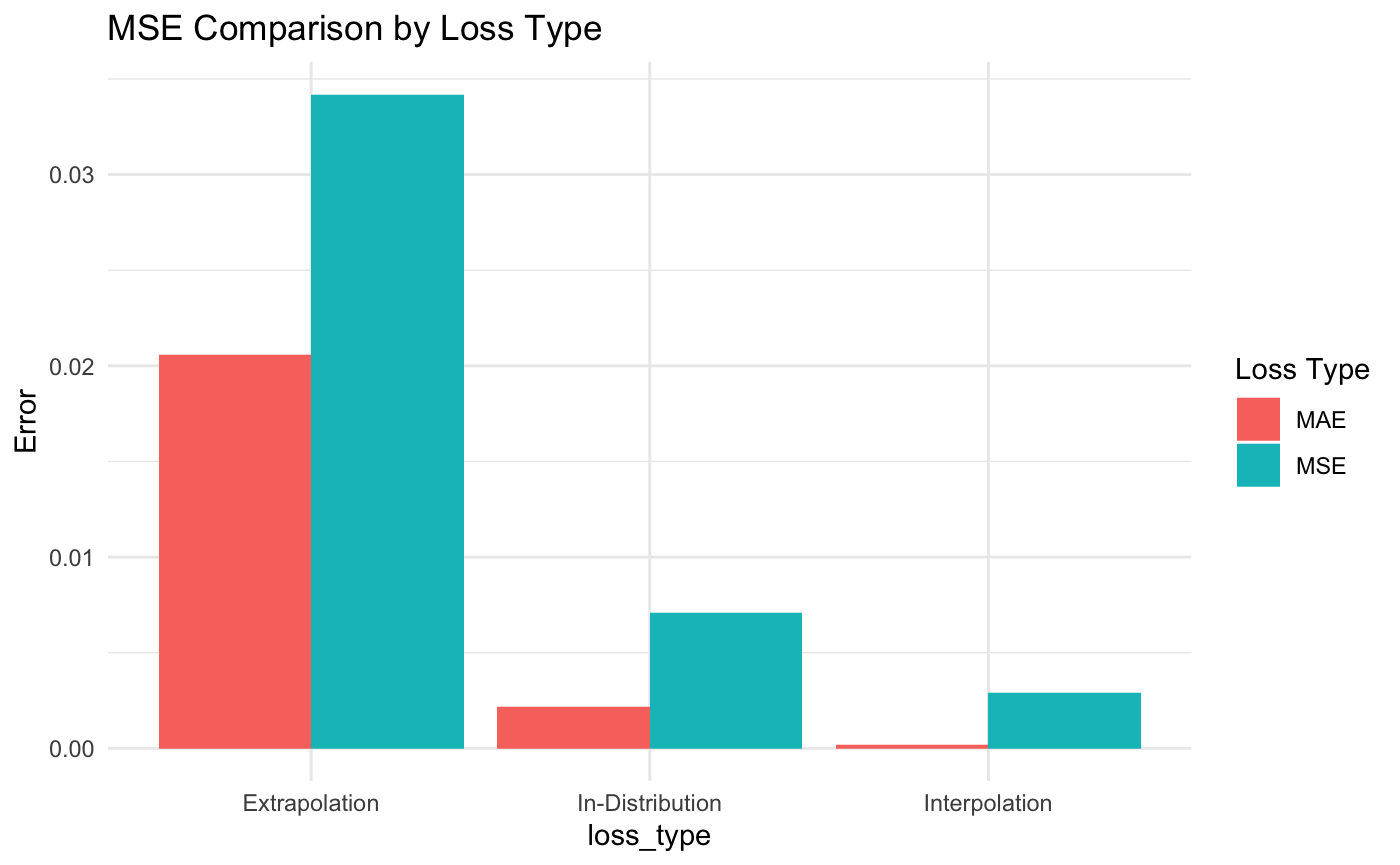 MSE Comparison by Loss Type
0.03
0.02
0.01
0.00
Error
Extrapolation
In-Distribution
Interpolation
loss_type
Loss Type
MAE
MSE